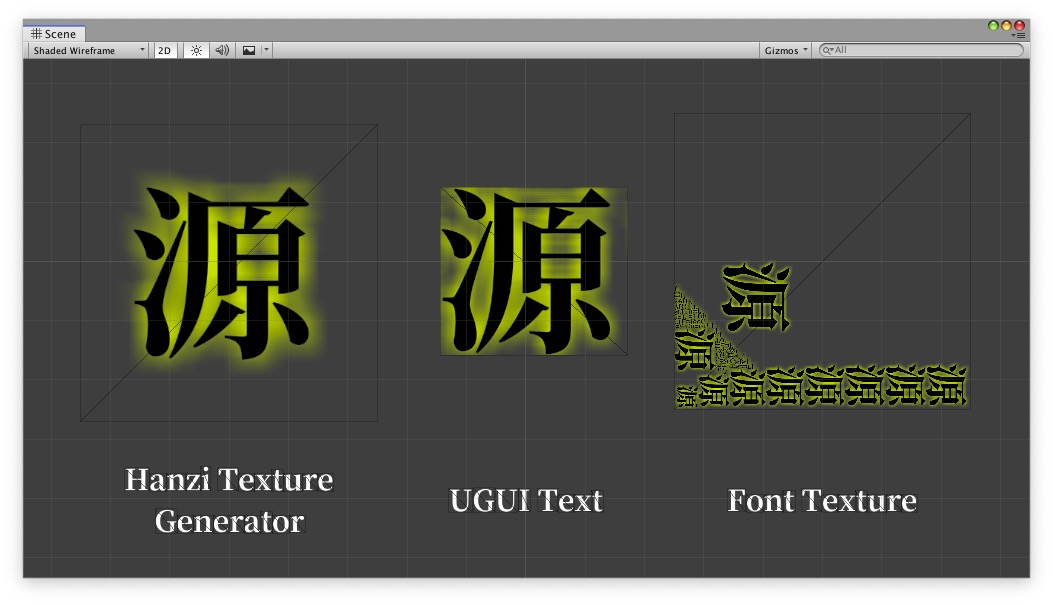 Scene
Shaded Wireframe
2D
Gizmos
All
源
源
源
源
源 源 源 源 源 源 源 源
Hanzi Texture
Generator
UGUI Text
Font Texture